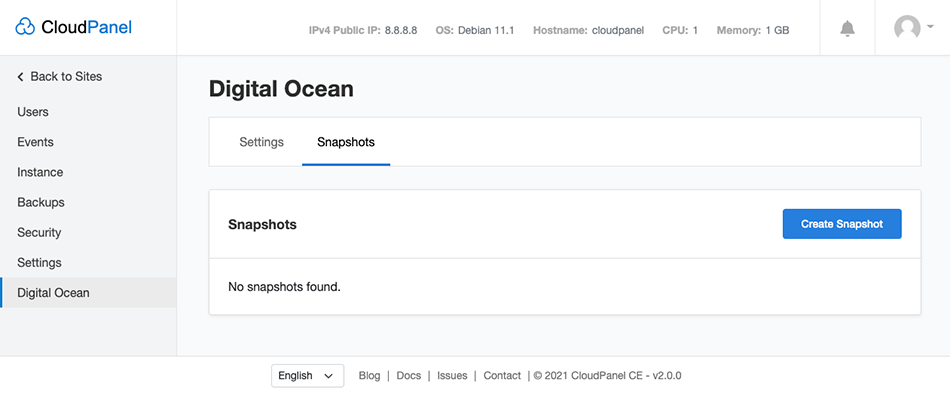 CloudPanel
IPv4 Public IP: 8.8.8.8 OS: Debian 11.1 Hostname: cloudpanel CPU: 1 Memory: 1 GB
Back to Sites
Users
Events
Instance
Backups
Security
Settings
Digital Ocean
Digital Ocean
Settings Snapshots
Snapshots
Create Snapshot
No snapshots found.
English Blog | Docs | Issues | Contact | © 2021 CloudPanel CE - v2.0.0